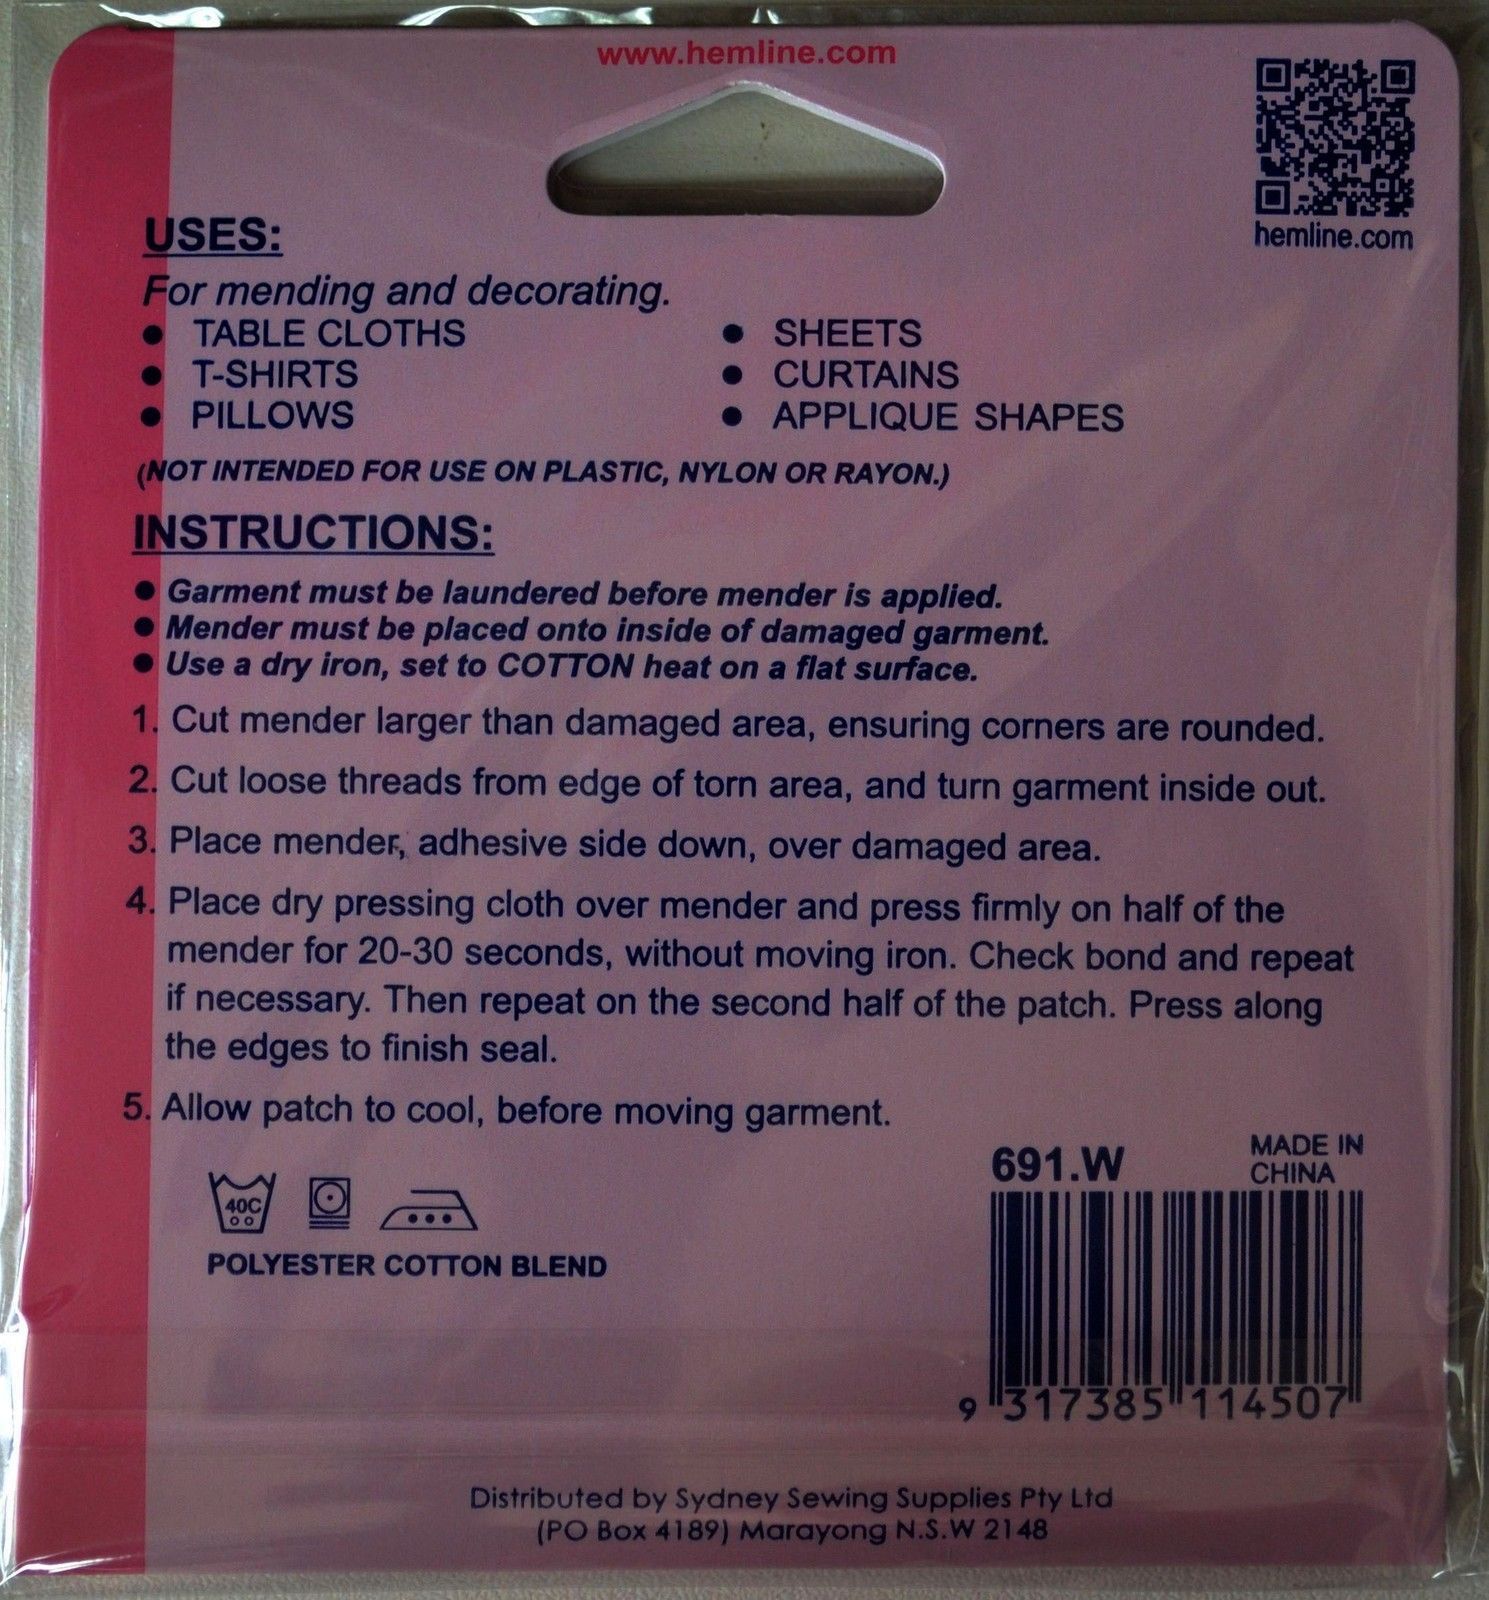 www.hemline.com
hemline.com
USES:
For mending and decorating.
● TABLE CLOTHS ● SHEETS
● T-SHIRTS ● CURTAINS
● PILLOWS ● APPLIQUE SHAPES
(NOT INTENDED FOR USE ON PLASTIC, NYLON OR RAYON.)
INSTRUCTIONS:
● Garment must be laundered before mender is applied.
● Mender must be placed onto inside of damaged garment.
● Use a dry iron, set to COTTON heat on a flat surface.
1. Cut mender larger than damaged area, ensuring corners are rounded.
2. Cut loose threads from edge of torn area, and turn garment inside out.
3. Place mender, adhesive side down, over damaged area.
4. Place dry pressing cloth over mender and press firmly on half of the
mender for 20-30 seconds, without moving iron. Check bond and repeat
if necessary. Then repeat on the second half of the patch. Press along
the edges to finish seal.
5. Allow patch to cool, before moving garment.
40C
POLYESTER COTTON BLEND
691.W
MADE IN
CHINA
9 317385 114507
Distributed by Sydney Sewing Supplies Pty Ltd
(PO Box 4189) Marayong N.S.W 2148